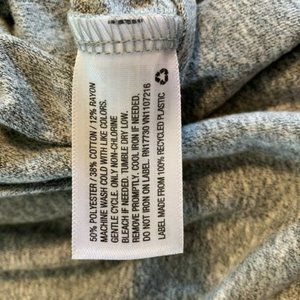 50% POLYESTER / 38% COTTON / 12% RAYON
MACHINE WASH COLD WITH LIKE COLORS.
GENTLE CYCLE. ONLY NON-CHLORINE
BLEACH IF NEEDED. TUMBLE DRY LOW.
REMOVE PROMPTLY. COOL IRON IF NEEDED.
DO NOT IRON ON LABEL. RN17730 VN1107216
LABEL MADE FROM 100% RECYCLED PLASTIC